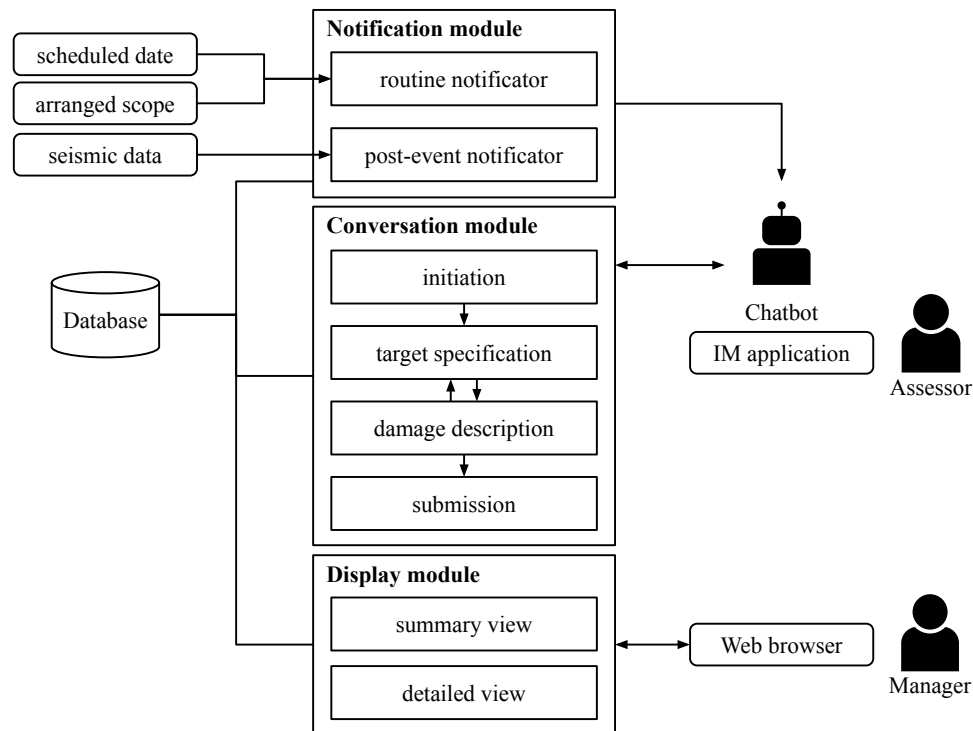 Notification module
scheduled date
arranged scope
seismic data
routine notificator
post-event notificator
Conversation module
initiation
target specification
damage description
submission
Database
Chatbot
IM application
Assessor
Display module
summary view
detailed view
Web browser
Manager